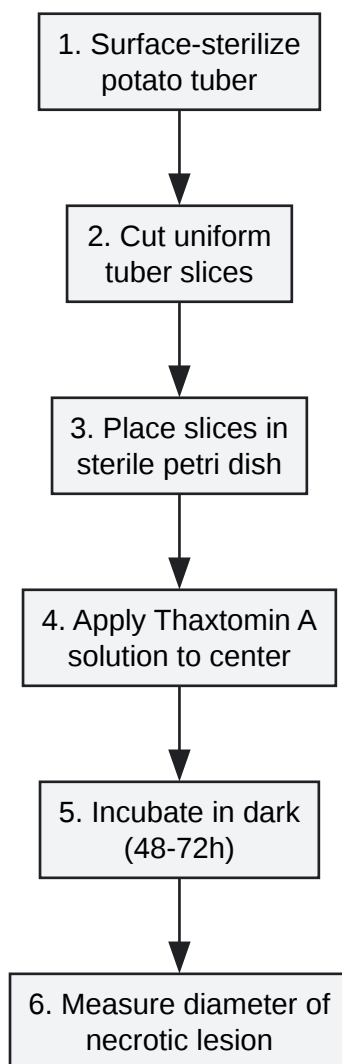 1. Surface-sterilize
potato tuber
2. Cut uniform
tuber slices
3. Place slices in
sterile petri dish
4. Apply Thaxtomin A
solution to center
5. Incubate in dark
(48-72h)
6. Measure diameter of
necrotic lesion